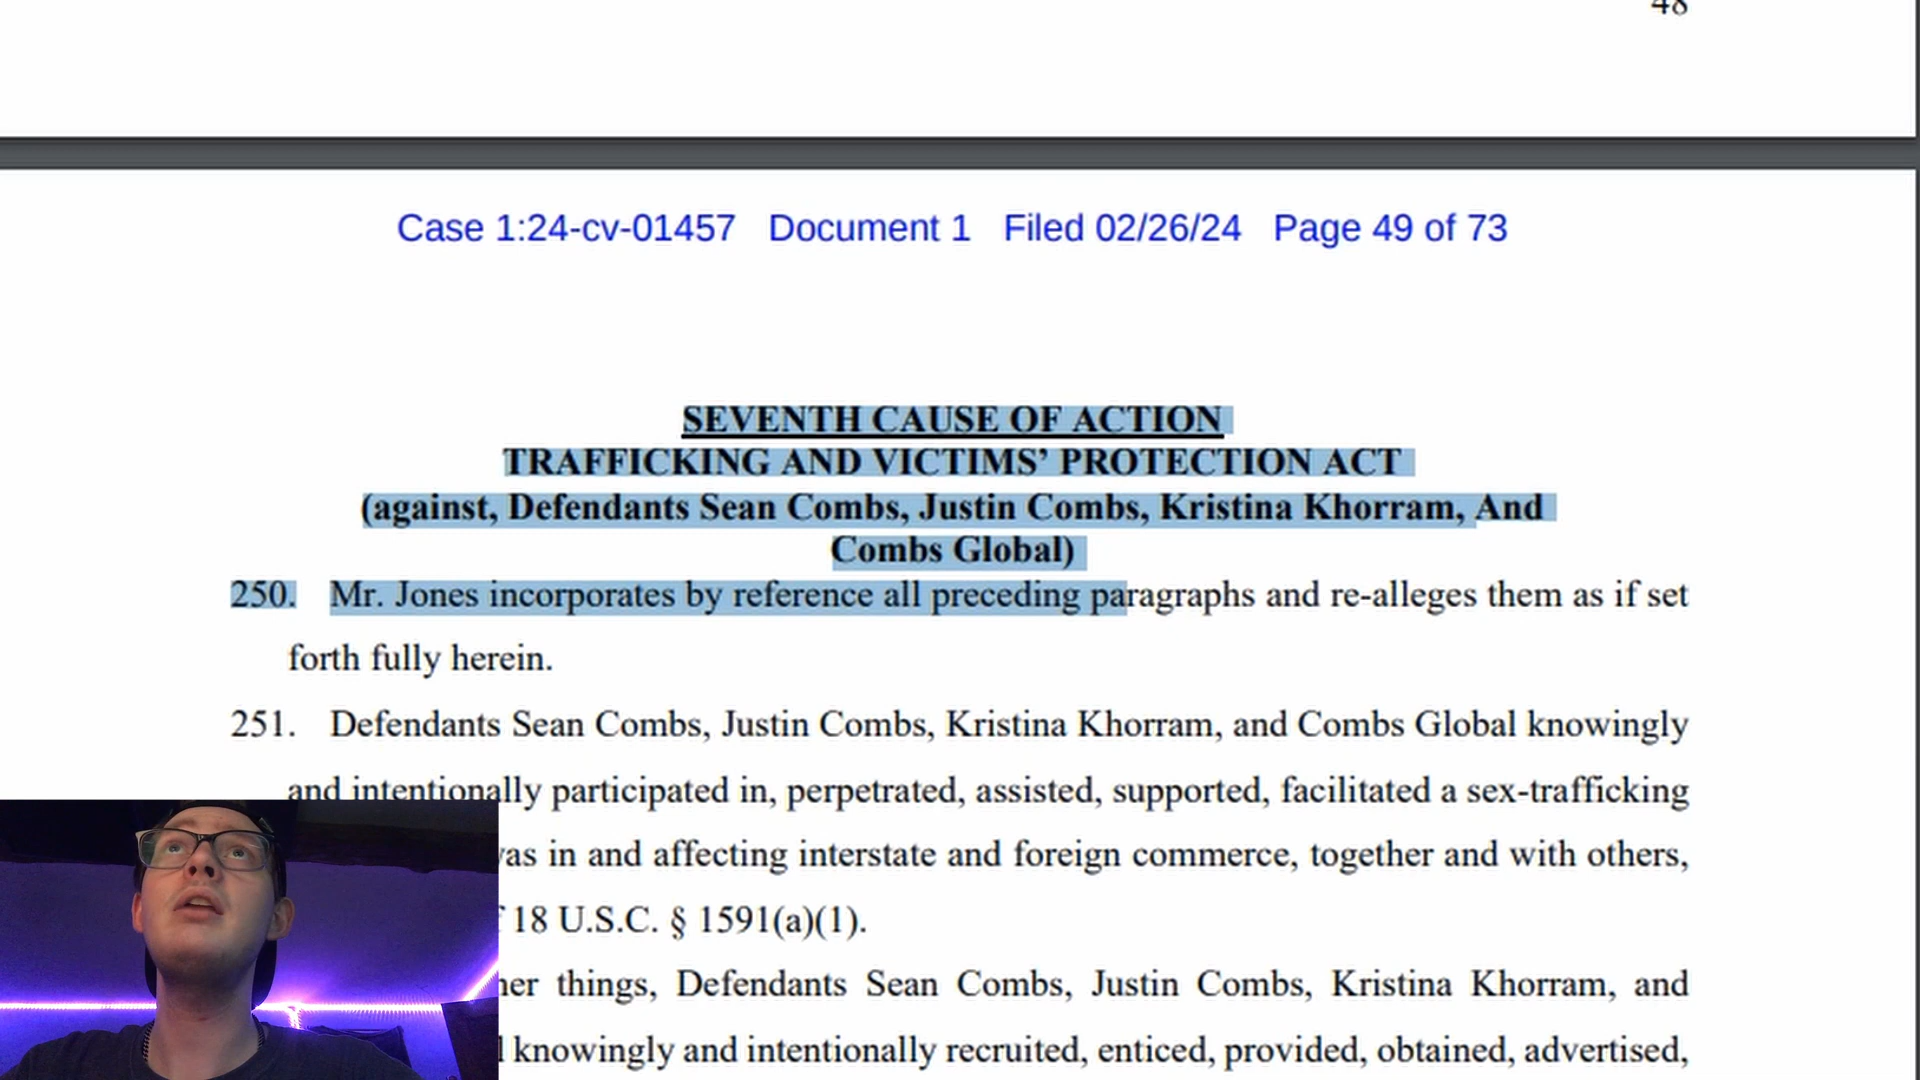 48
Case 1:24-cv-01457 Document 1 Filed 02/26/24 Page 49 of 73
SEVENTH CAUSE OF ACTION
TRAFFICKING AND VICTIMS’ PROTECTION ACT
(against, Defendants Sean Combs, Justin Combs, Kristina Khorram, And
Combs Global)
250. Mr. Jones incorporates by reference all preceding paragraphs and re-alleges them as if set
forth fully herein.
251. Defendants Sean Combs, Justin Combs, Kristina Khorram, and Combs Global knowingly
and intentionally participated in, perpetrated, assisted, supported, facilitated a sex-trafficking
in and affecting interstate and foreign commerce, together and with others,
18 U.S.C. § 1591(a)(1).
things, Defendants Sean Combs, Justin Combs, Kristina Khorram, and
knowingly and intentionally recruited, enticed, provided, obtained, advertised,